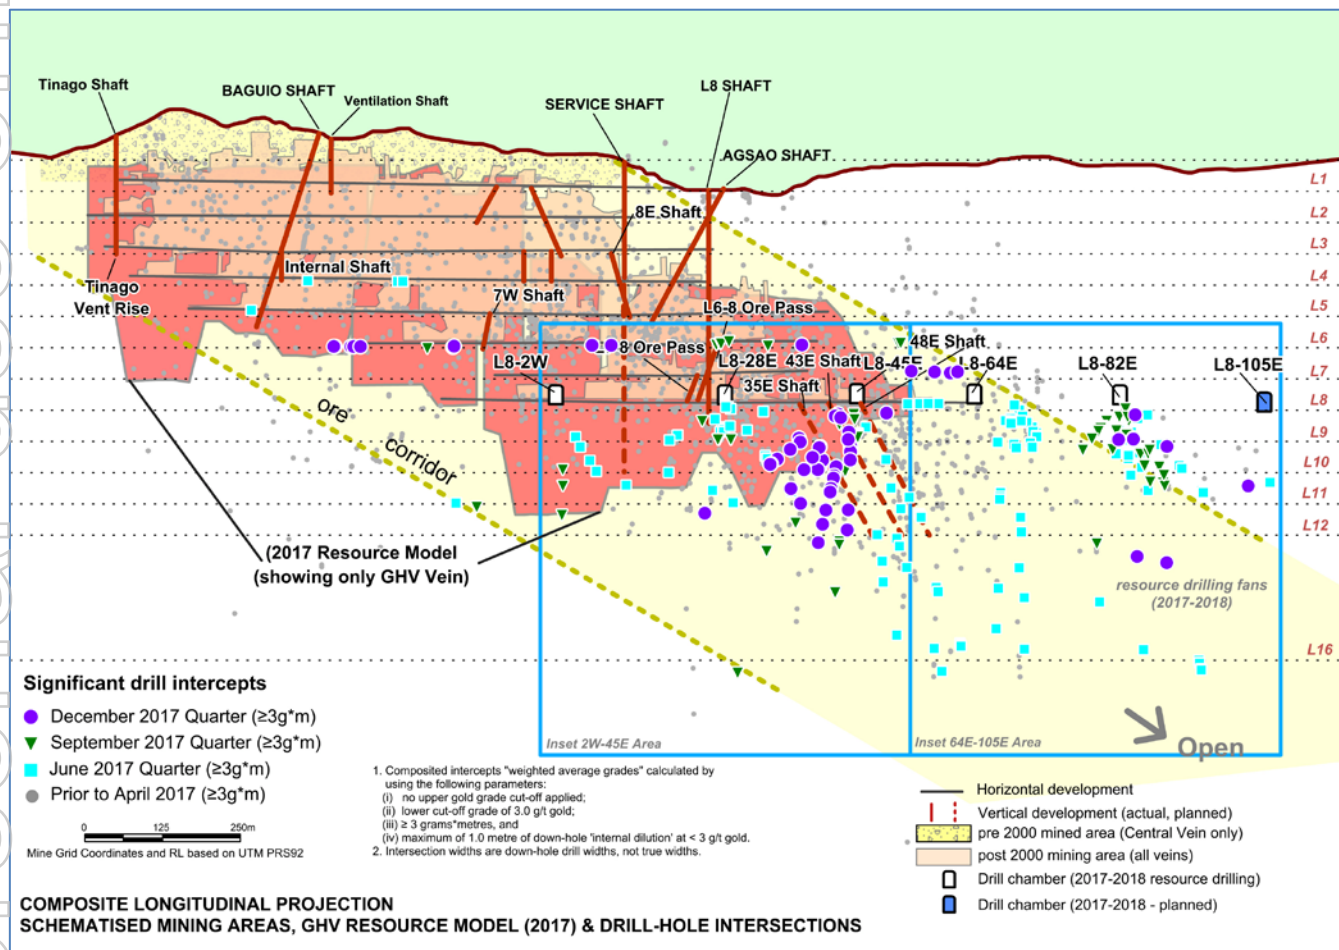 Tinago Shaft
BAGUIO SHAFT
Ventilation Shaft
SERVICE SHAFT
L8 SHAFT
AGSAO SHAFT
L1
L2
8E Shaft
L3
Internal Shaft
L4
Tinago
Vent Rise
7W Shaft
L5
L6-8 Ore Pass
L6
8 Ore Pass
48E Shaft
L8-2W
L8-28E
43E Shaft
L8-45E
L8-64E
L8-82E
L8-105E
L7
35E Shaft
L8
ore
corridor
L9
L10
L11
L12
(2017 Resource Model
(showing only GHV Vein)
resource drilling fans
(2017-2018)
L16
Inset 2W-45E Area
Inset 64E-105E Area
Open
Significant drill intercepts
December 2017 Quarter (≥3g*m)
September 2017 Quarter (≥3g*m)
June 2017 Quarter (≥3g*m)
Prior to April 2017 (≥3g*m)
0 125 250m
Mine Grid Coordinates and RL based on UTM PRS92
1. Composited intercepts "weighted average grades" calculated by
using the following parameters:
(i) no upper gold grade cut-off applied;
(ii) lower cut-off grade of 3.0 g/t gold;
(iii) ≥ 3 grams*metres, and
(iv) maximum of 1.0 metre of down-hole 'internal dilution' at < 3 g/t gold.
2. Intersection widths are down-hole drill widths, not true widths.
Horizontal development
Vertical development (actual, planned)
pre 2000 mined area (Central Vein only)
post 2000 mining area (all veins)
Drill chamber (2017-2018 resource drilling)
Drill chamber (2017-2018 - planned)
COMPOSITE LONGITUDINAL PROJECTION
SCHEMATISED MINING AREAS, GHV RESOURCE MODEL (2017) & DRILL-HOLE INTERSECTIONS